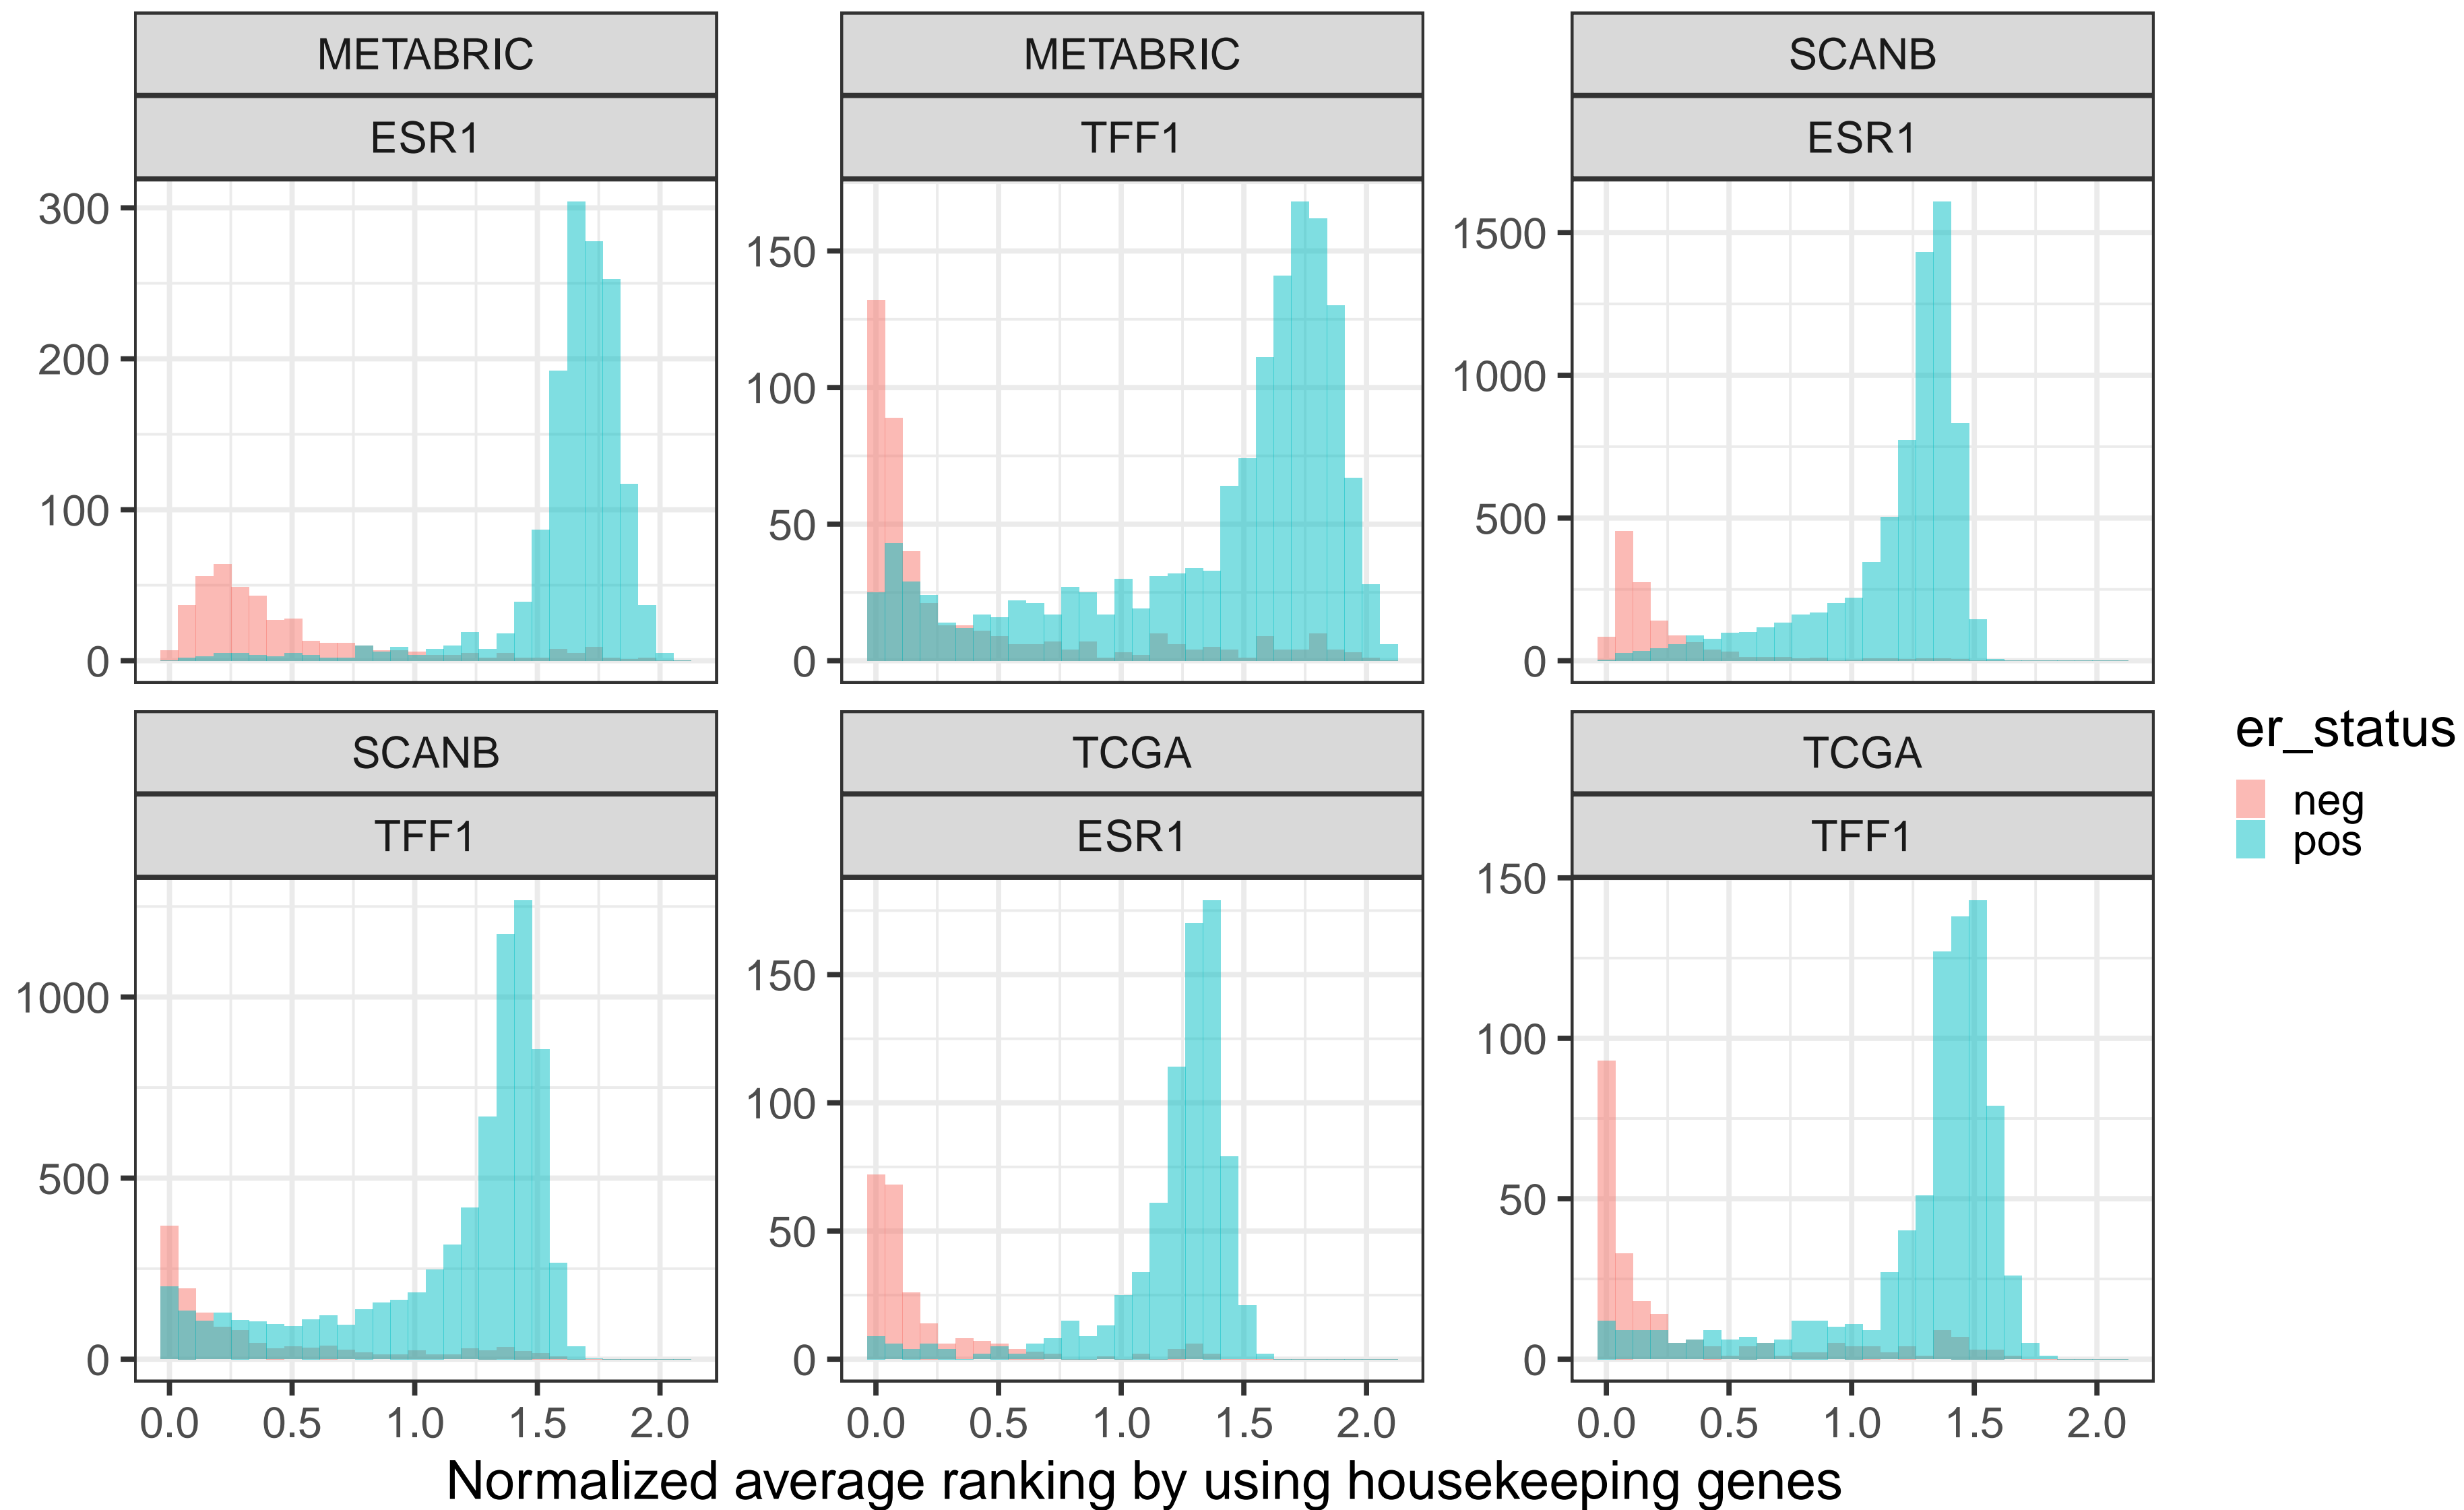 METABRIC
ESR1
300
200
100
0
METABRIC
TFF1
150
100
50
0
SCANB
ESR1
1500
1000
500
0
SCANB
TFF1
1000
500
0
0.0 0.5 1.0 1.5 2.0
TCGA
ESR1
150
100
50
0
0.0 0.5 1.0 1.5 2.0
TCGA
TFF1
150
100
50
0
0.0 0.5 1.0 1.5 2.0
Normalized average ranking by using housekeeping genes
er_status
neg
pos